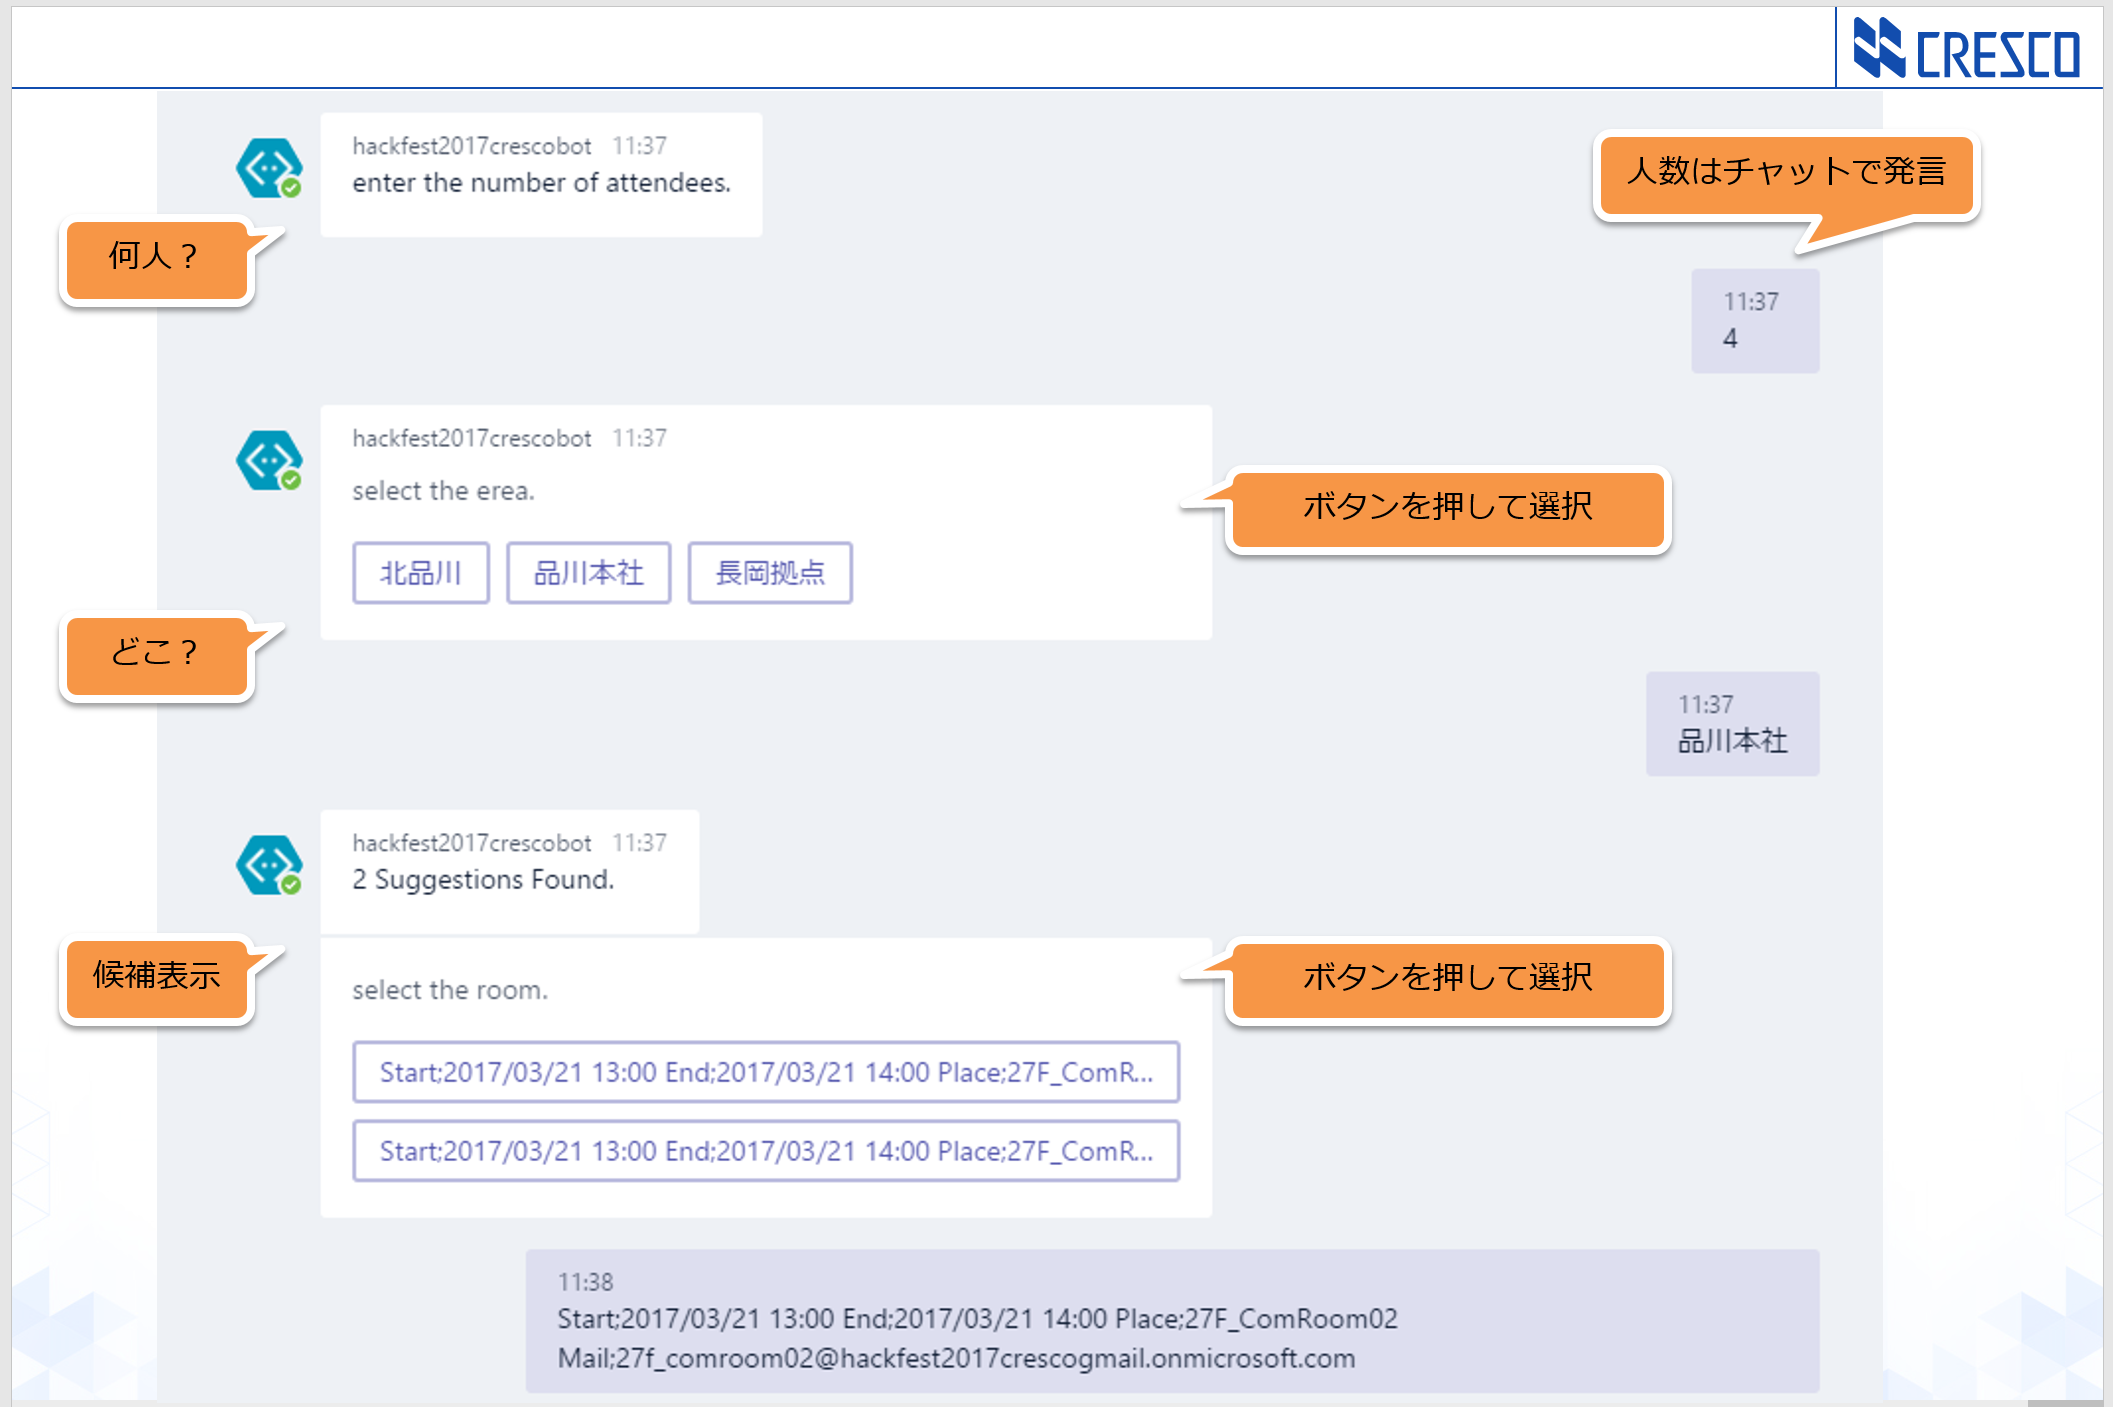 CRESCO
hackfest2017crescobot 11:37
enter the number of attendees.
人数はチャットで発言
何人？
11:37
4
hackfest2017crescobot 11:37
select the erea.
ボタンを押して選択
北品川 品川本社 長岡拠点
どこ？
11:37
品川本社
hackfest2017crescobot 11:37
2 Suggestions Found.
候補表示
ボタンを押して選択
select the room.
Start;2017/03/21 13:00 End;2017/03/21 14:00 Place;27F_ComR...
Start;2017/03/21 13:00 End;2017/03/21 14:00 Place;27F_ComR...
11:38
Start;2017/03/21 13:00 End;2017/03/21 14:00 Place;27F_ComRoom02
Mail;27f_comroom02@hackfest2017crescogmail.onmicrosoft.com